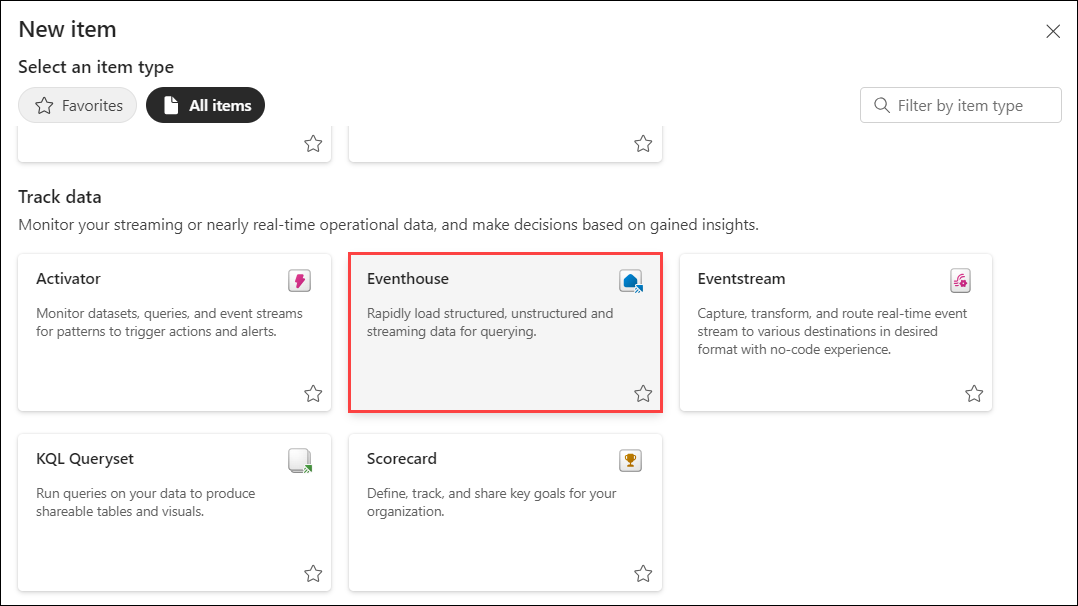 New item
Select an item type
Favorites
All items
Filter by item type
Track data
Monitor your streaming or nearly real-time operational data, and make decisions based on gained insights.
Activator
Monitor datasets, queries, and event streams
for patterns to trigger actions and alerts.
Eventhouse
Rapidly load structured, unstructured and
streaming data for querying.
Eventstream
Capture, transform, and route real-time event
stream to various destinations in desired
format with no-code experience.
KQL Queryset
Run queries on your data to produce
shareable tables and visuals.
Scorecard
Define, track, and share key goals for your
organization.